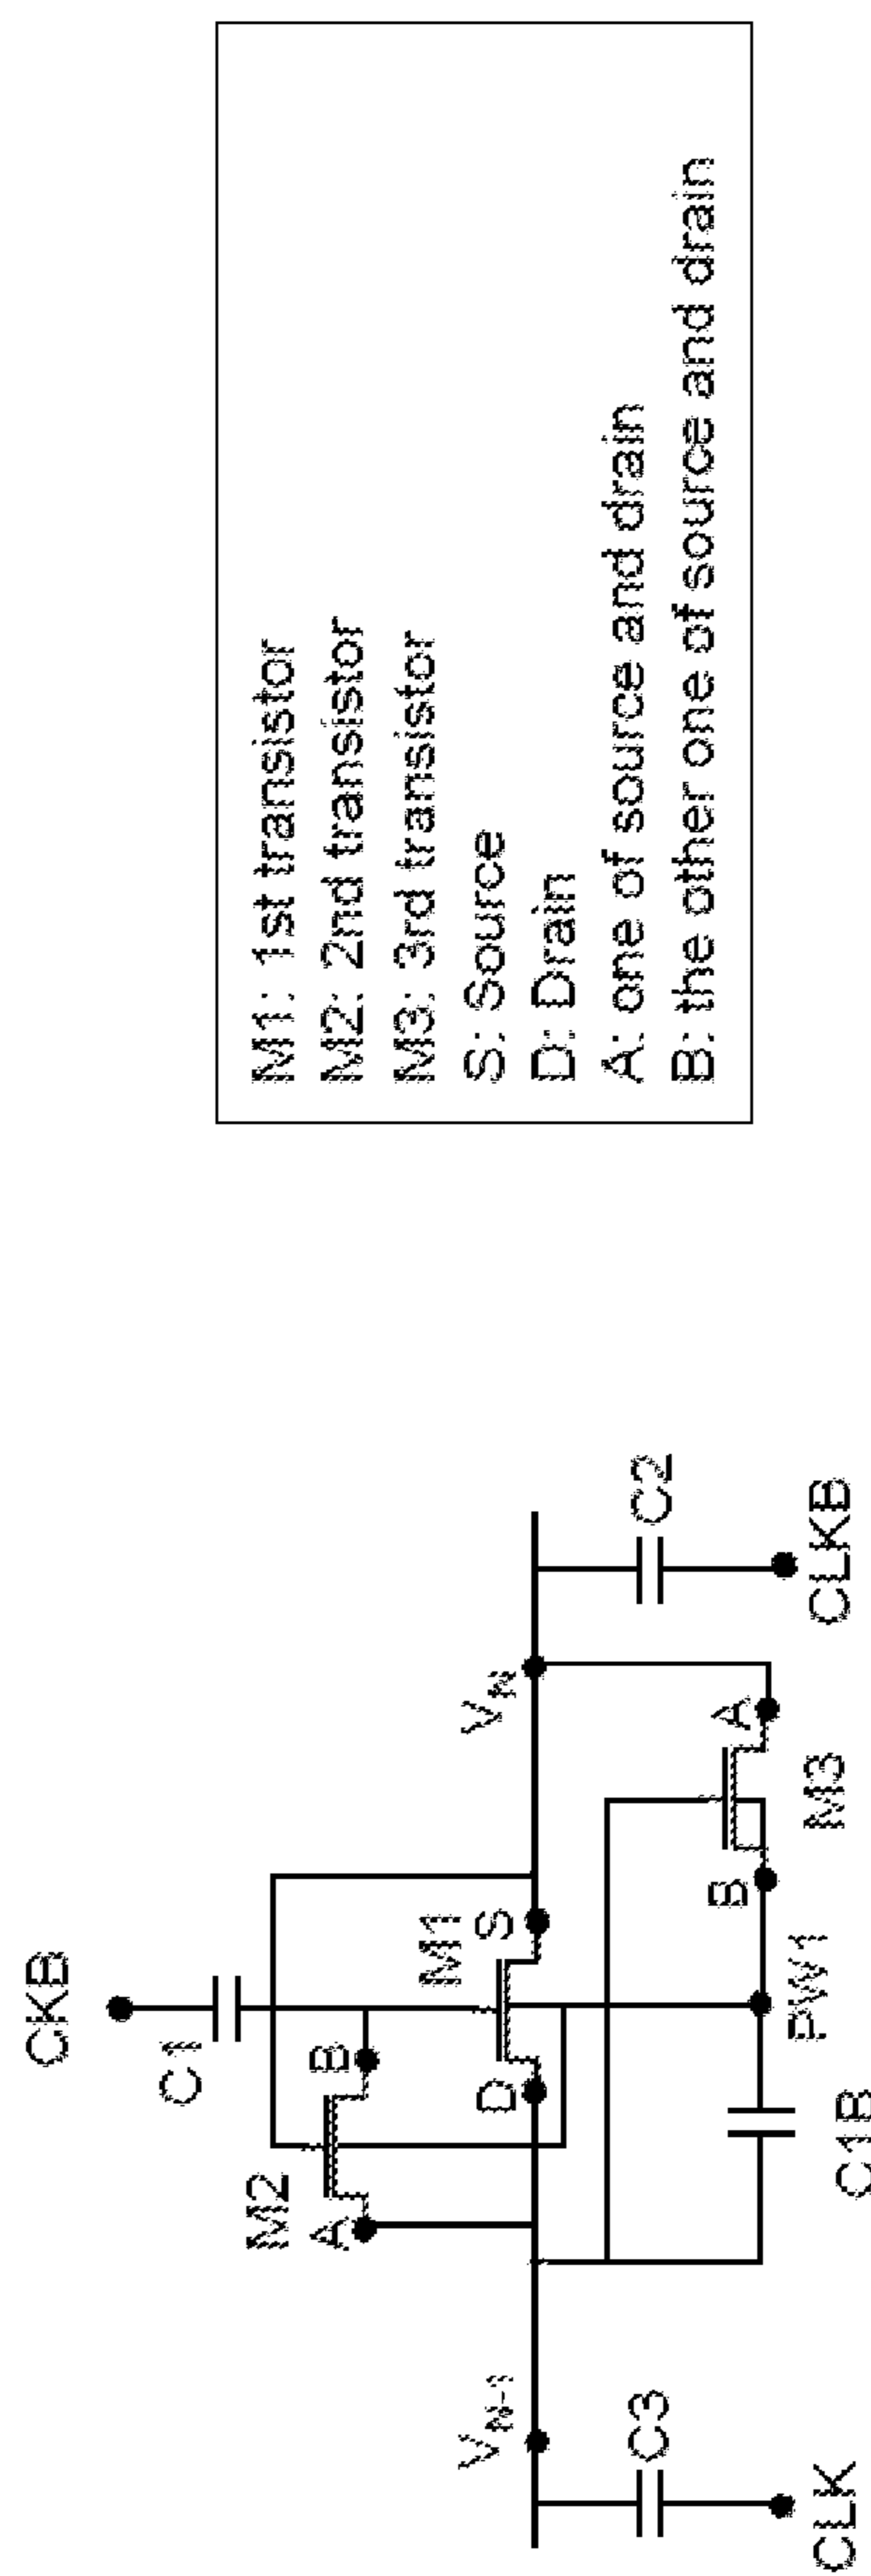 CKB
C1
M2
A
B
M1
D
S
V_N-1
V_N
C3
C2
CLK
CLKB
C1B
PW1
B
A
M3
M1: 1st transistor
M2: 2nd transistor
M3: 3rd transistor
S: Source
D: Drain
A: one of source and drain
B: the other one of source and drain